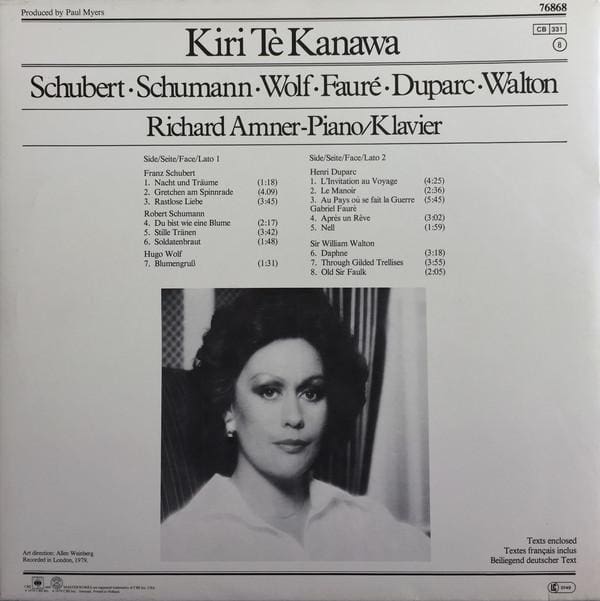 Produced by Paul Myers
76868
CB 331
8
Kiri Te Kanawa
Schubert·Schumann·Wolf·Fauré·Duparc·Walton
Richard Amner-Piano/Klavier
Side/Seite/Face/Lato 1
Franz Schubert
1. Nacht und Träume (1:18)
2. Gretchen am Spinnrade (4.09)
3. Rastlose Liebe (3:45)
Robert Schumann
4. Du bist wie eine Blume (2:17)
5. Stille Tränen (3:42)
6. Soldatenbraut (1:48)
Hugo Wolf
7. Blumengruß (1:31)
Side/Seite/Face/Lato 2
Henri Duparc
1. L'Invitation au Voyage (4:25)
2. Le Manoir (2:36)
3. Au Pays où se fait la Guerre (5:45)
Gabriel Fauré
4. Après un Rêve (3:02)
5. Nell (1:59)
Sir William Walton
6. Daphne (3:18)
7. Through Gilded Trellises (3:55)
8. Old Sir Faulk (2:05)
Art direction: Allen Weinberg
Recorded in London, 1979.
Texts enclosed
Textes français inclus
Beiliegend deutscher Text